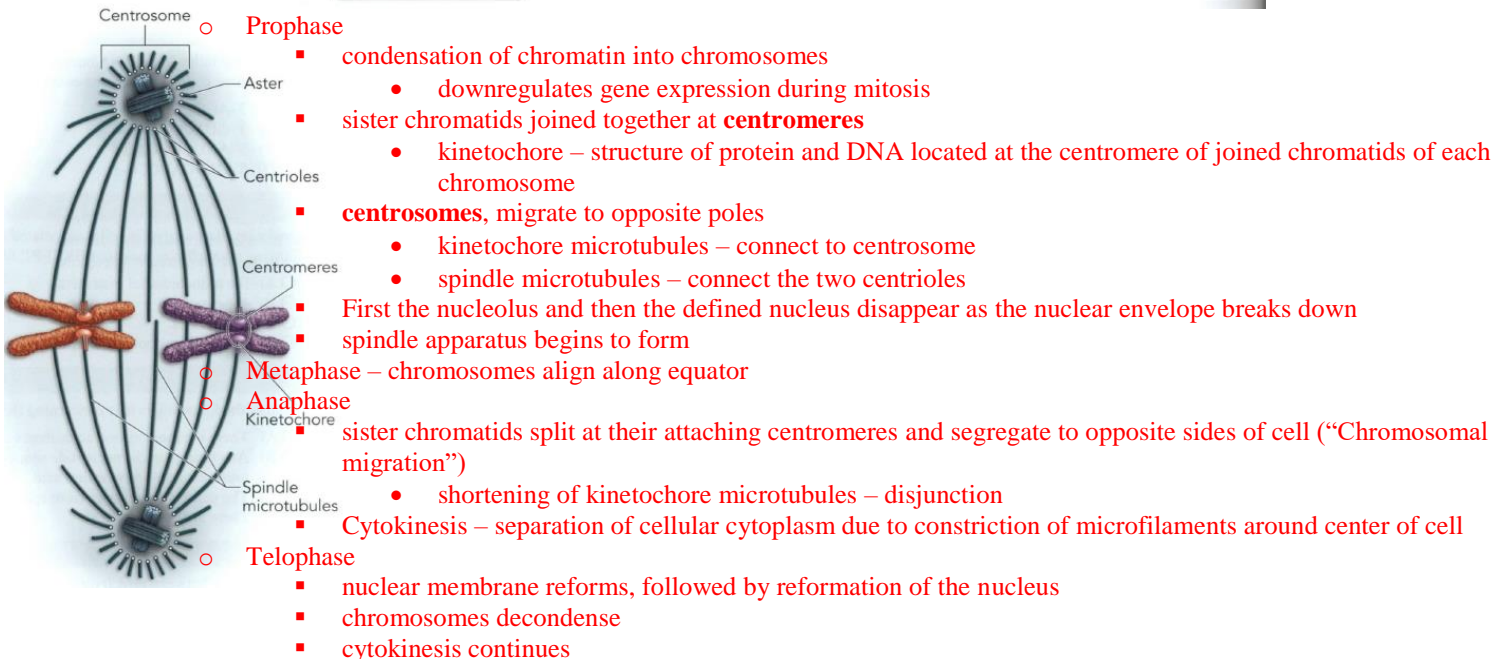 Centrosome
Aster
Centrioles
Centromeres
Kinetochore
Spindle
microtubules
o Prophase
▪ condensation of chromatin into chromosomes
• downregulates gene expression during mitosis
▪ sister chromatids joined together at centromeres
• kinetochore – structure of protein and DNA located at the centromere of joined chromatids of each
chromosome
▪ centrosomes, migrate to opposite poles
• kinetochore microtubules – connect to centrosome
• spindle microtubules – connect the two centrioles
▪ First the nucleolus and then the defined nucleus disappear as the nuclear envelope breaks down
▪ spindle apparatus begins to form
o Metaphase – chromosomes align along equator
o Anaphase
▪ sister chromatids split at their attaching centromeres and segregate to opposite sides of cell (“Chromosomal
migration”)
• shortening of kinetochore microtubules – disjunction
▪ Cytokinesis – separation of cellular cytoplasm due to constriction of microfilaments around center of cell
o Telophase
▪ nuclear membrane reforms, followed by reformation of the nucleus
▪ chromosomes decondense
▪ cytokinesis continues